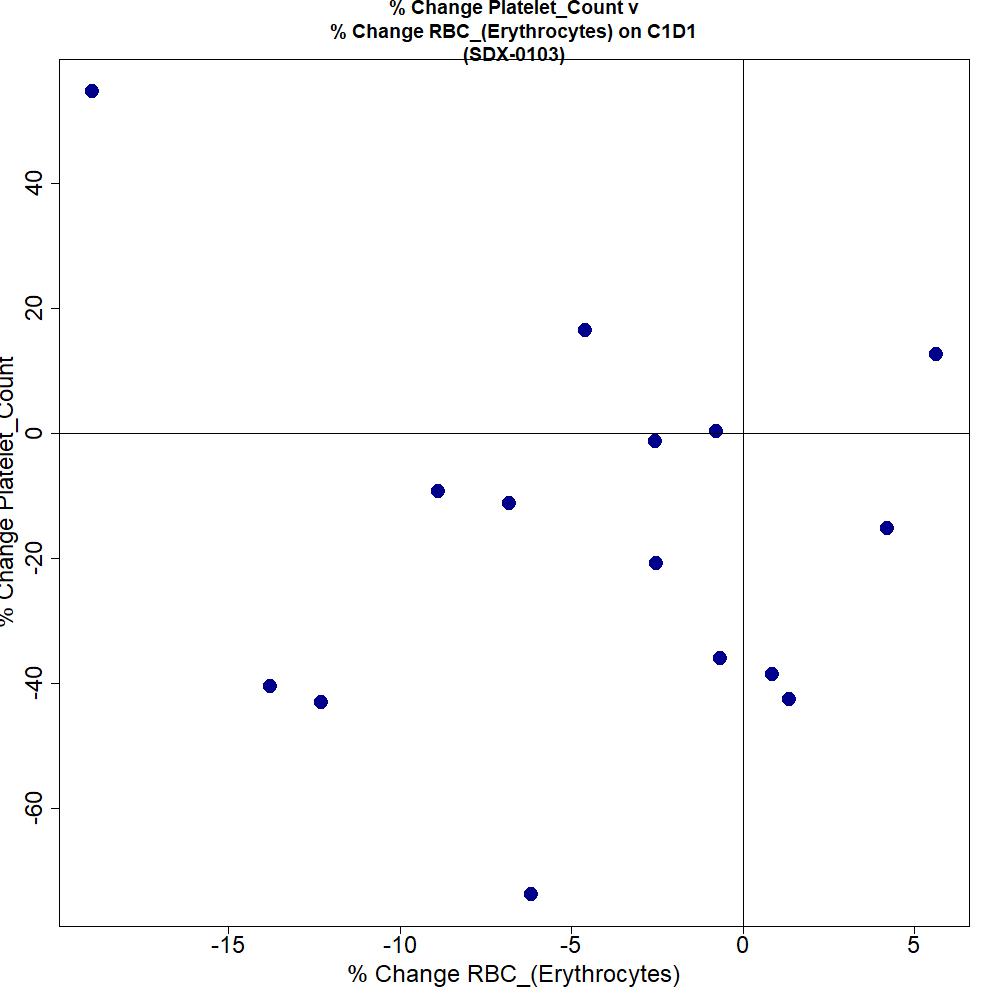 % Change Platelet_Count v
% Change RBC_(Erythrocytes) on C1D1
(SDX-0103)
% Change Platelet_Count
40
20
0
-20
-40
-60
-15
-10
-5
0
5
% Change RBC_(Erythrocytes)